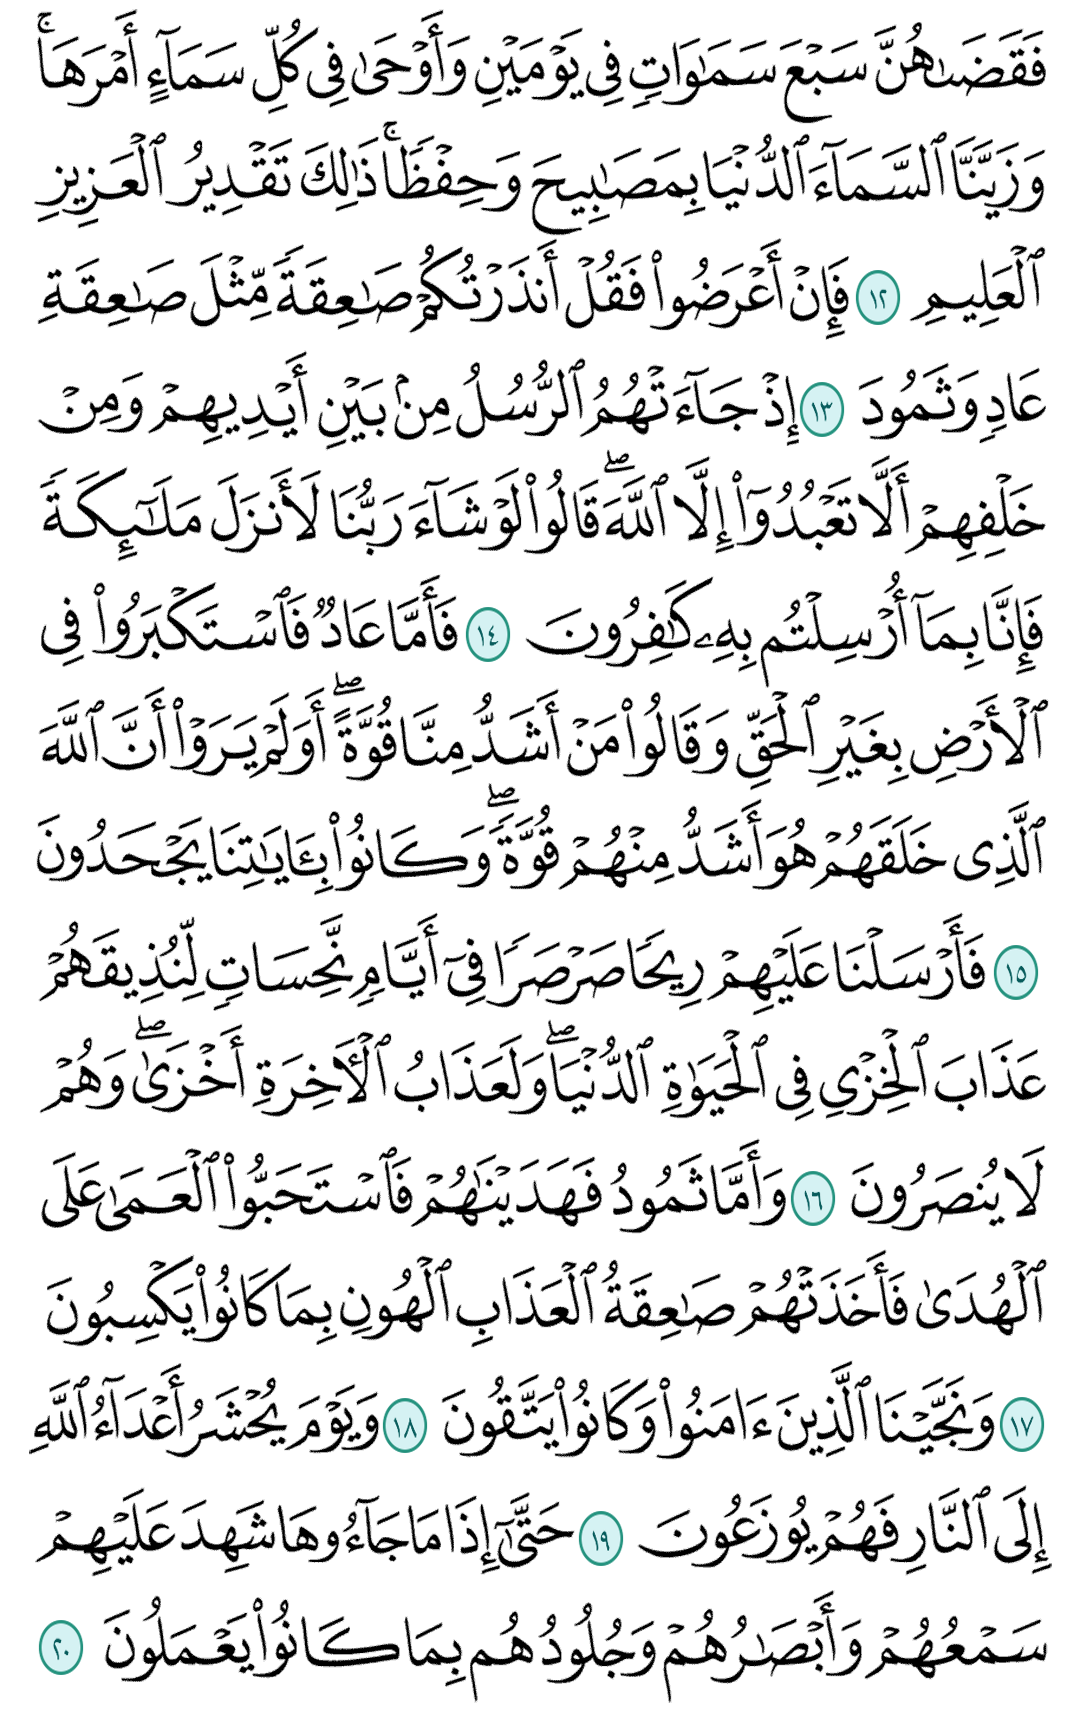 فَقَضَىٰهُنَّ سَبۡعَ سَمَٰوَاتٖ فِي يَوۡمَيۡنِ وَأَوۡحَىٰ فِي كُلِّ سَمَآءٍ أَمۡرَهَاۚ
وَزَيَّنَّا ٱلسَّمَآءَ ٱلدُّنۡيَا بِمَصَٰبِيحَ وَحِفۡظٗاۚ ذَٰلِكَ تَقۡدِيرُ ٱلۡعَزِيزِ
ٱلۡعَلِيمِ ١٢ فَإِنۡ أَعۡرَضُواْ فَقُلۡ أَنذَرۡتُكُمۡ صَٰعِقَةٗ مِّثۡلَ صَٰعِقَةِ
عَادٖ وَثَمُودَ ١٣ إِذۡ جَآءَتۡهُمُ ٱلرُّسُلُ مِنۢ بَيۡنِ أَيۡدِيهِمۡ وَمِنۡ
خَلۡفِهِمۡ أَلَّا تَعۡبُدُوٓاْ إِلَّا ٱللَّهَۖ قَالُواْ لَوۡ شَآءَ رَبُّنَا لَأَنزَلَ مَلَٰٓئِكَةٗ
فَإِنَّا بِمَآ أُرۡسِلۡتُم بِهِۦ كَٰفِرُونَ ١٤ فَأَمَّا عَادٞ فَٱسۡتَكۡبَرُواْ فِي
ٱلۡأَرۡضِ بِغَيۡرِ ٱلۡحَقِّ وَقَالُواْ مَنۡ أَشَدُّ مِنَّا قُوَّةًۖ أَوَلَمۡ يَرَوۡاْ أَنَّ ٱللَّهَ
ٱلَّذِي خَلَقَهُمۡ هُوَ أَشَدُّ مِنۡهُمۡ قُوَّةٗۖ وَكَانُواْ بِـَٔايَٰتِنَا يَجۡحَدُونَ
١٥ فَأَرۡسَلۡنَا عَلَيۡهِمۡ رِيحٗا صَرۡصَرٗا فِيٓ أَيَّامٖ نَّحِسَاتٖ لِّنُذِيقَهُمۡ
عَذَابَ ٱلۡخِزۡيِ فِي ٱلۡحَيَوٰةِ ٱلدُّنۡيَاۖ وَلَعَذَابُ ٱلۡأٓخِرَةِ أَخۡزَىٰۖ وَهُمۡ
لَا يُنصَرُونَ ١٦ وَأَمَّا ثَمُودُ فَهَدَيۡنَٰهُمۡ فَٱسۡتَحَبُّواْ ٱلۡعَمَىٰ عَلَى
ٱلۡهُدَىٰ فَأَخَذَتۡهُمۡ صَٰعِقَةُ ٱلۡعَذَابِ ٱلۡهُونِ بِمَا كَانُواْ يَكۡسِبُونَ
١٧ وَنَجَّيۡنَا ٱلَّذِينَ ءَامَنُواْ وَكَانُواْ يَتَّقُونَ ١٨ وَيَوۡمَ يُحۡشَرُ أَعۡدَآءُ ٱللَّهِ
إِلَى ٱلنَّارِ فَهُمۡ يُوزَعُونَ ١٩ حَتَّىٰٓ إِذَا مَا جَآءُوهَا شَهِدَ عَلَيۡهِمۡ
سَمۡعُهُمۡ وَأَبۡصَٰرُهُمۡ وَجُلُودُهُم بِمَا كَانُواْ يَعۡمَلُونَ ٢٠